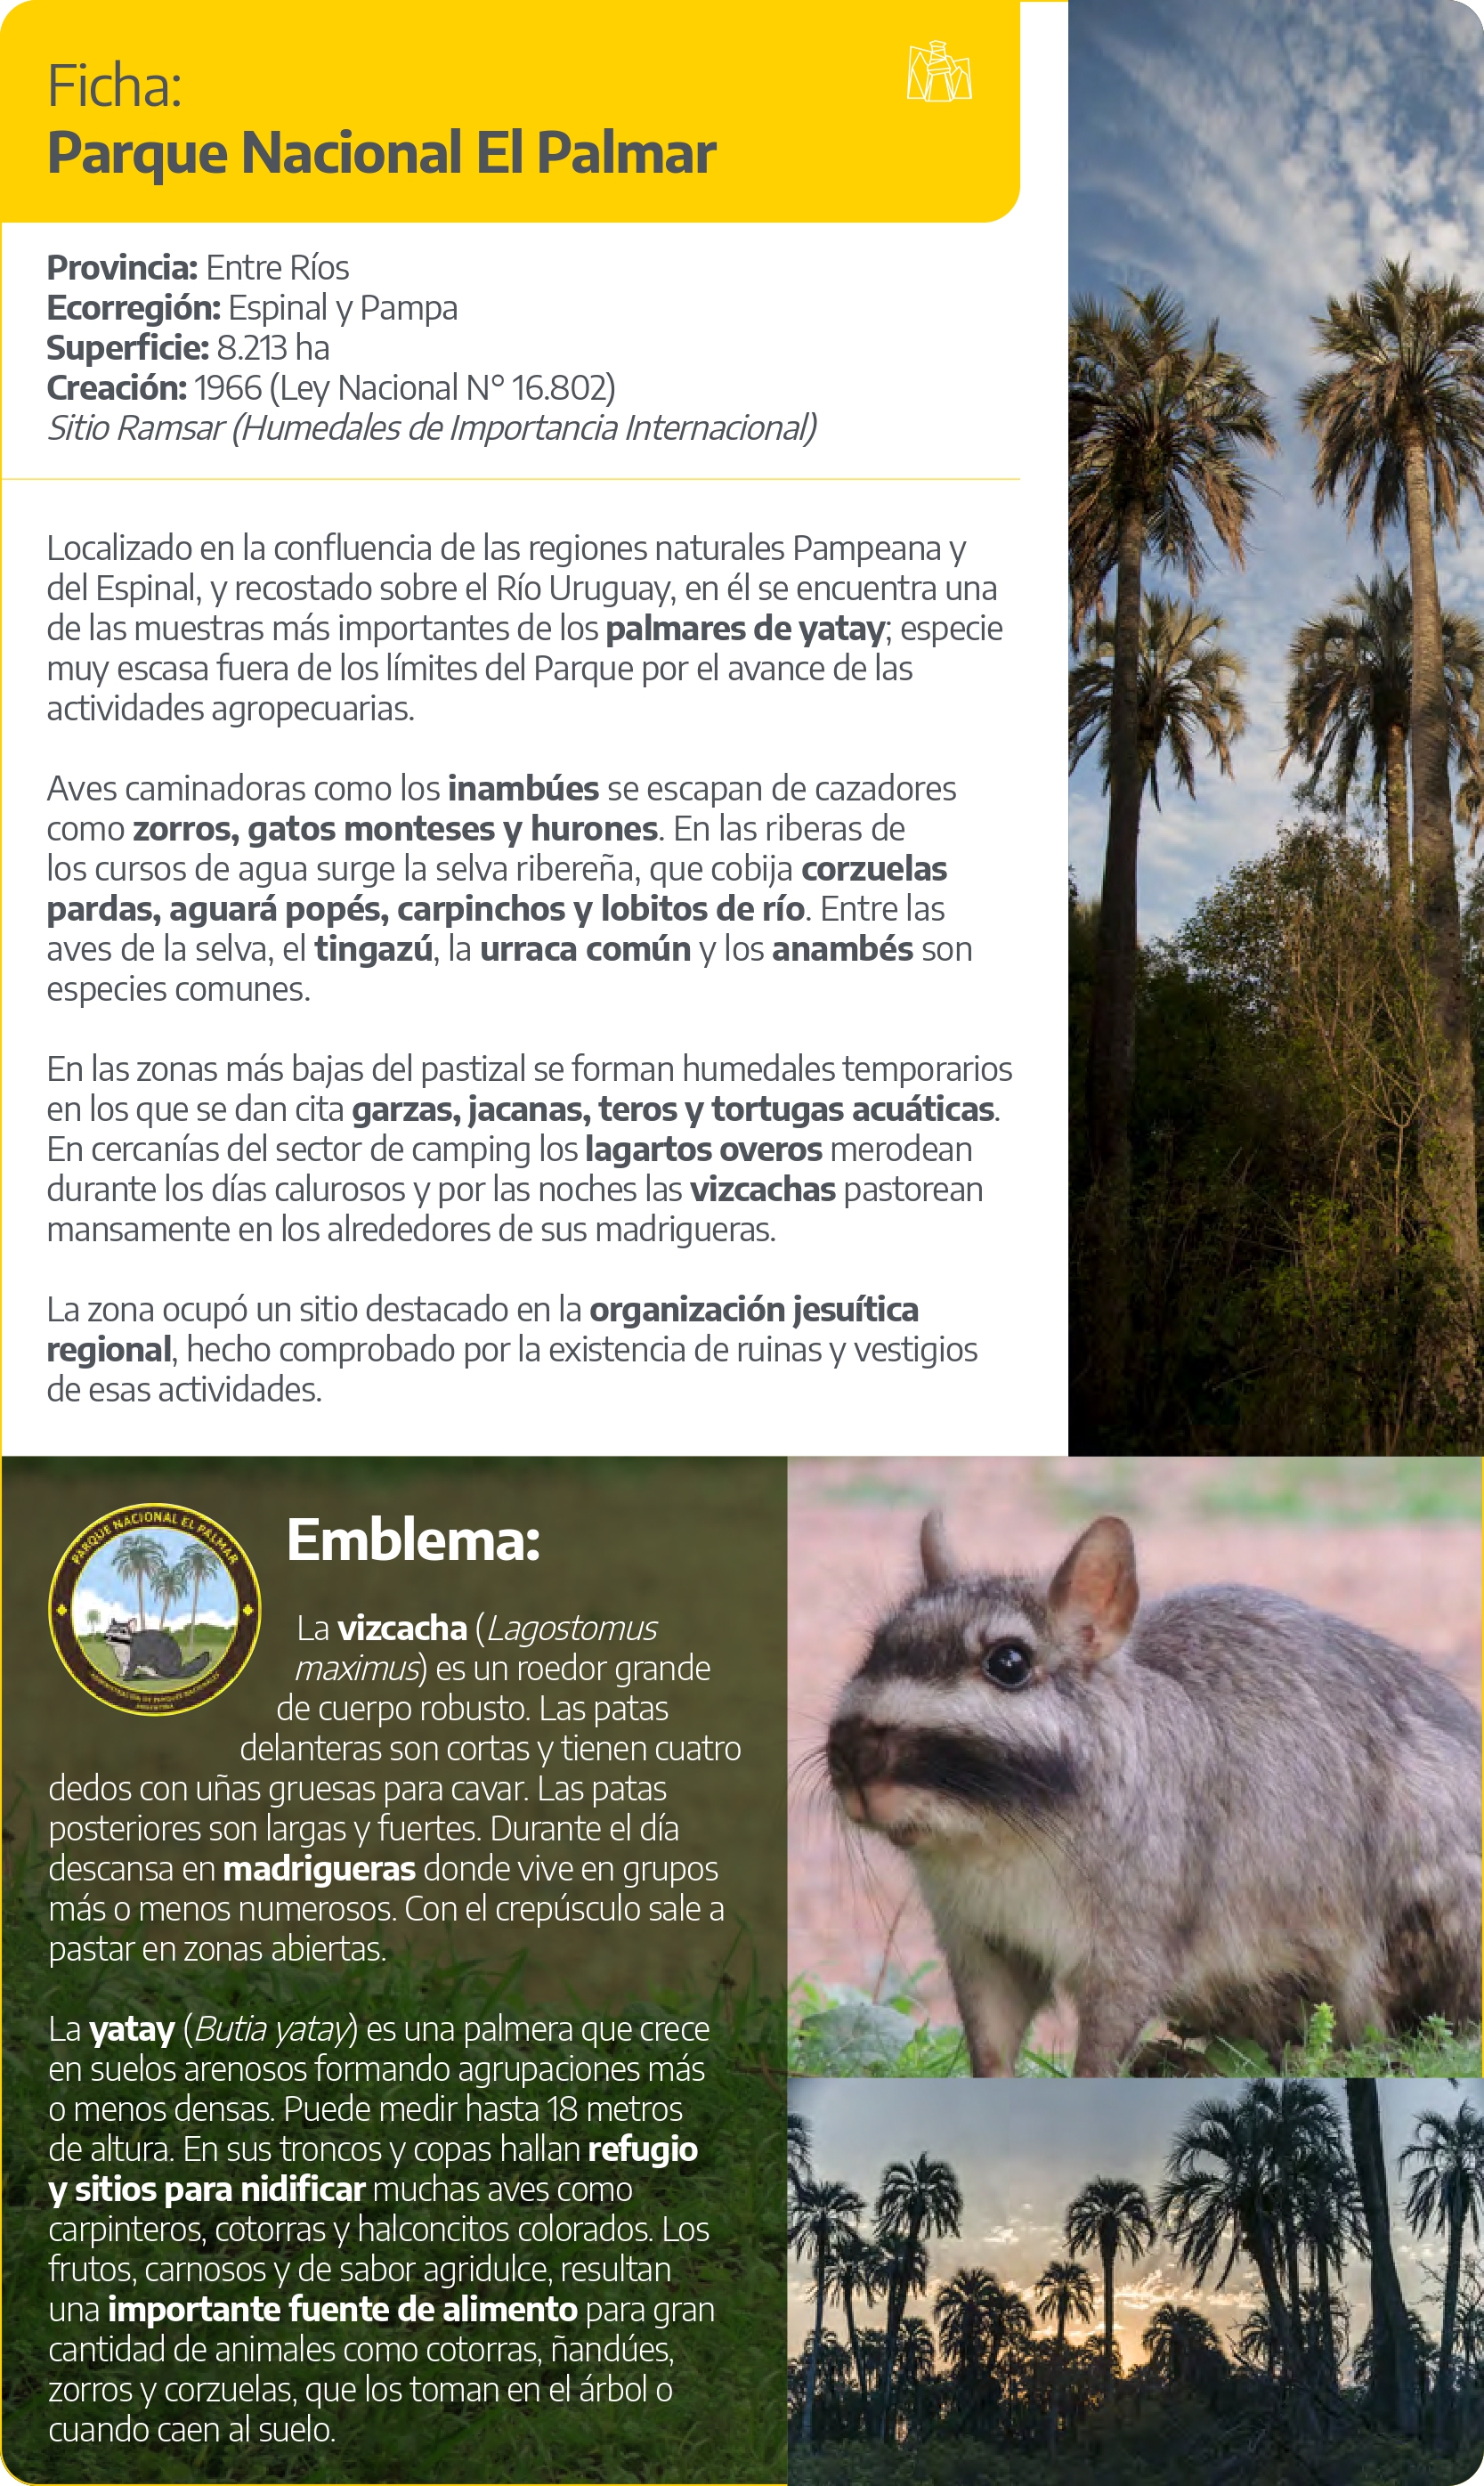 Ficha:
Parque Nacional El Palmar
Provincia: Entre Ríos
Ecorregión: Espinal y Pampa
Superficie: 8.213 ha
Creación: 1966 (Ley Nacional N° 16.802)
Sitio Ramsar (Humedales de Importancia Internacional)
Localizado en la confluencia de las regiones naturales Pampeana y
del Espinal, y recostado sobre el Río Uruguay, en él se encuentra una
de las muestras más importantes de los palmares de yatay; especie
muy escasa fuera de los límites del Parque por el avance de las
actividades agropecuarias.
Aves caminadoras como los inambúes se escapan de cazadores
como zorros, gatos monteses y hurones. En las riberas de
los cursos de agua surge la selva ribereña, que cobija corzuelas
pardas, aguará popés, carpinchos y lobitos de río. Entre las
aves de la selva, el tingazú, la urraca común y los anambés son
especies comunes.
En las zonas más bajas del pastizal se forman humedales temporarios
en los que se dan cita garzas, jacanas, teros y tortugas acuáticas.
En cercanías del sector de camping los lagartos overos merodean
durante los días calurosos y por las noches las vizcachas pastorean
mansamente en los alrededores de sus madrigueras.
La zona ocupó un sitio destacado en la organización jesuítica
regional, hecho comprobado por la existencia de ruinas y vestigios
de esas actividades.
PARQUE NACIONAL EL PALMAR
ADMINISTRACIÓN DE PARQUES NACIONALES
ARGENTINA
Emblema:
La vizcacha (Lagostomus
maximus) es un roedor grande
de cuerpo robusto. Las patas
delanteras son cortas y tienen cuatro
dedos con uñas gruesas para cavar. Las patas
posteriores son largas y fuertes. Durante el día
descansa en madrigueras donde vive en grupos
más o menos numerosos. Con el crepúsculo sale a
pastar en zonas abiertas.
La yatay (Butia yatay) es una palmera que crece
en suelos arenosos formando agrupaciones más
o menos densas. Puede medir hasta 18 metros
de altura. En sus troncos y copas hallan refugio
y sitios para nidificar muchas aves como
carpinteros, cotorras y halconcitos colorados. Los
frutos, carnosos y de sabor agridulce, resultan
una importante fuente de alimento para gran
cantidad de animales como cotorras, ñandúes,
zorros y corzuelas, que los toman en el árbol o
cuando caen al suelo.